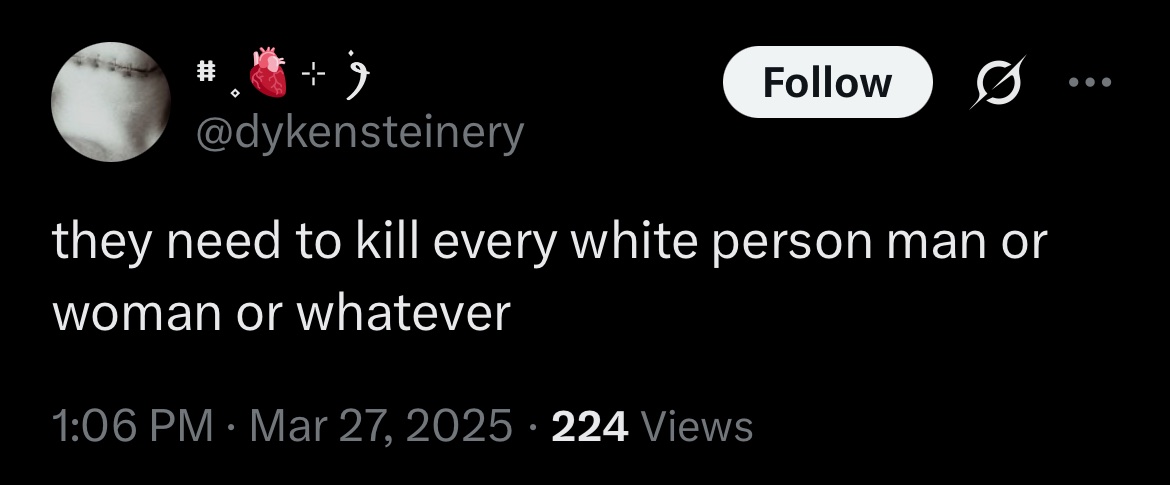 ⌗ ˳🫀 ⊹ ݁و
Follow
@dykensteinery
they need to kill every white person man or
woman or whatever
1:06 PM · Mar 27, 2025 · 224 Views